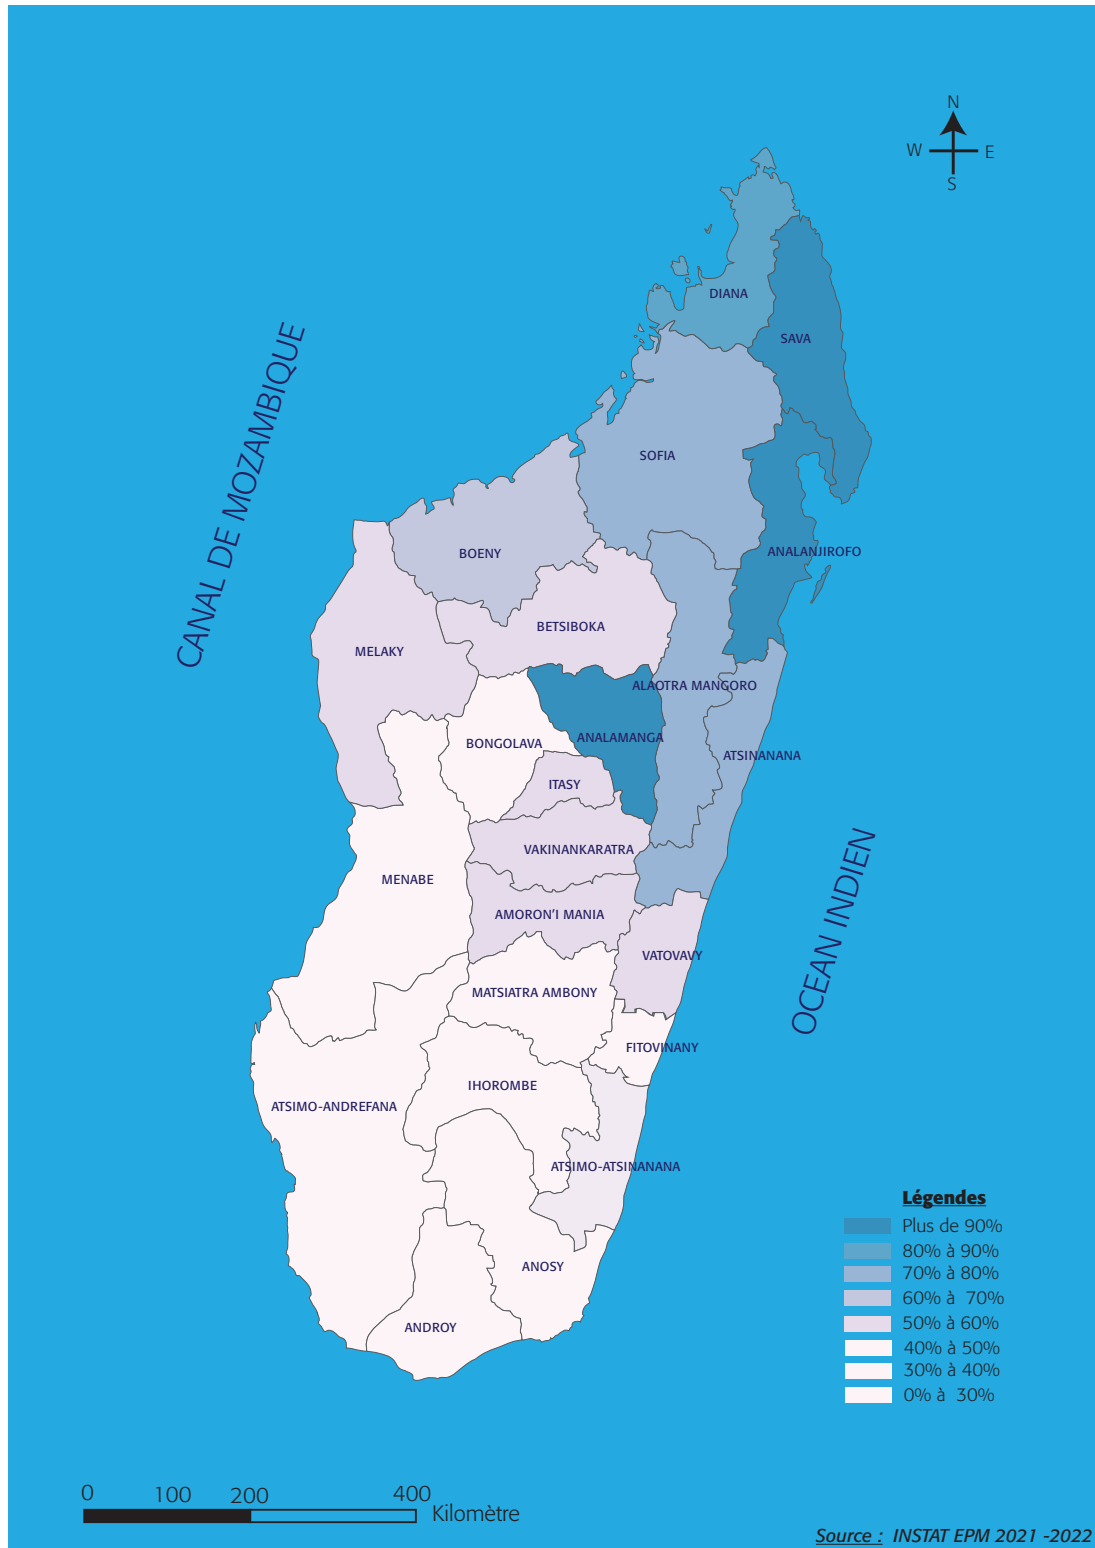 N
W E
S
DIANA
SAVA
CANAL DE MOZAMBIQUE
SOFIA
BOENY
ANALANJIROFO
BETSIBOKA
MELAKY
ALAOTRA MANGORO
ANALAMANGA
BONGOLAVA
ATSINANANA
ITASY
VAKINANKARATRA
MENABE
AMORON'I MANIA
OCEAN INDIEN
VATOVAVY
MATSIATRA AMBONY
FITOVINANY
IHOROMBE
ATSIMO-ANDREFANA
ATSIMO-ATSINANANA
ANOSY
ANDROY
Légendes
Plus de 90%
80% à 90%
70% à 80%
60% à 70%
50% à 60%
40% à 50%
30% à 40%
0% à 30%
0 100 200 400
Kilomètre
Source : INSTAT EPM 2021 -2022